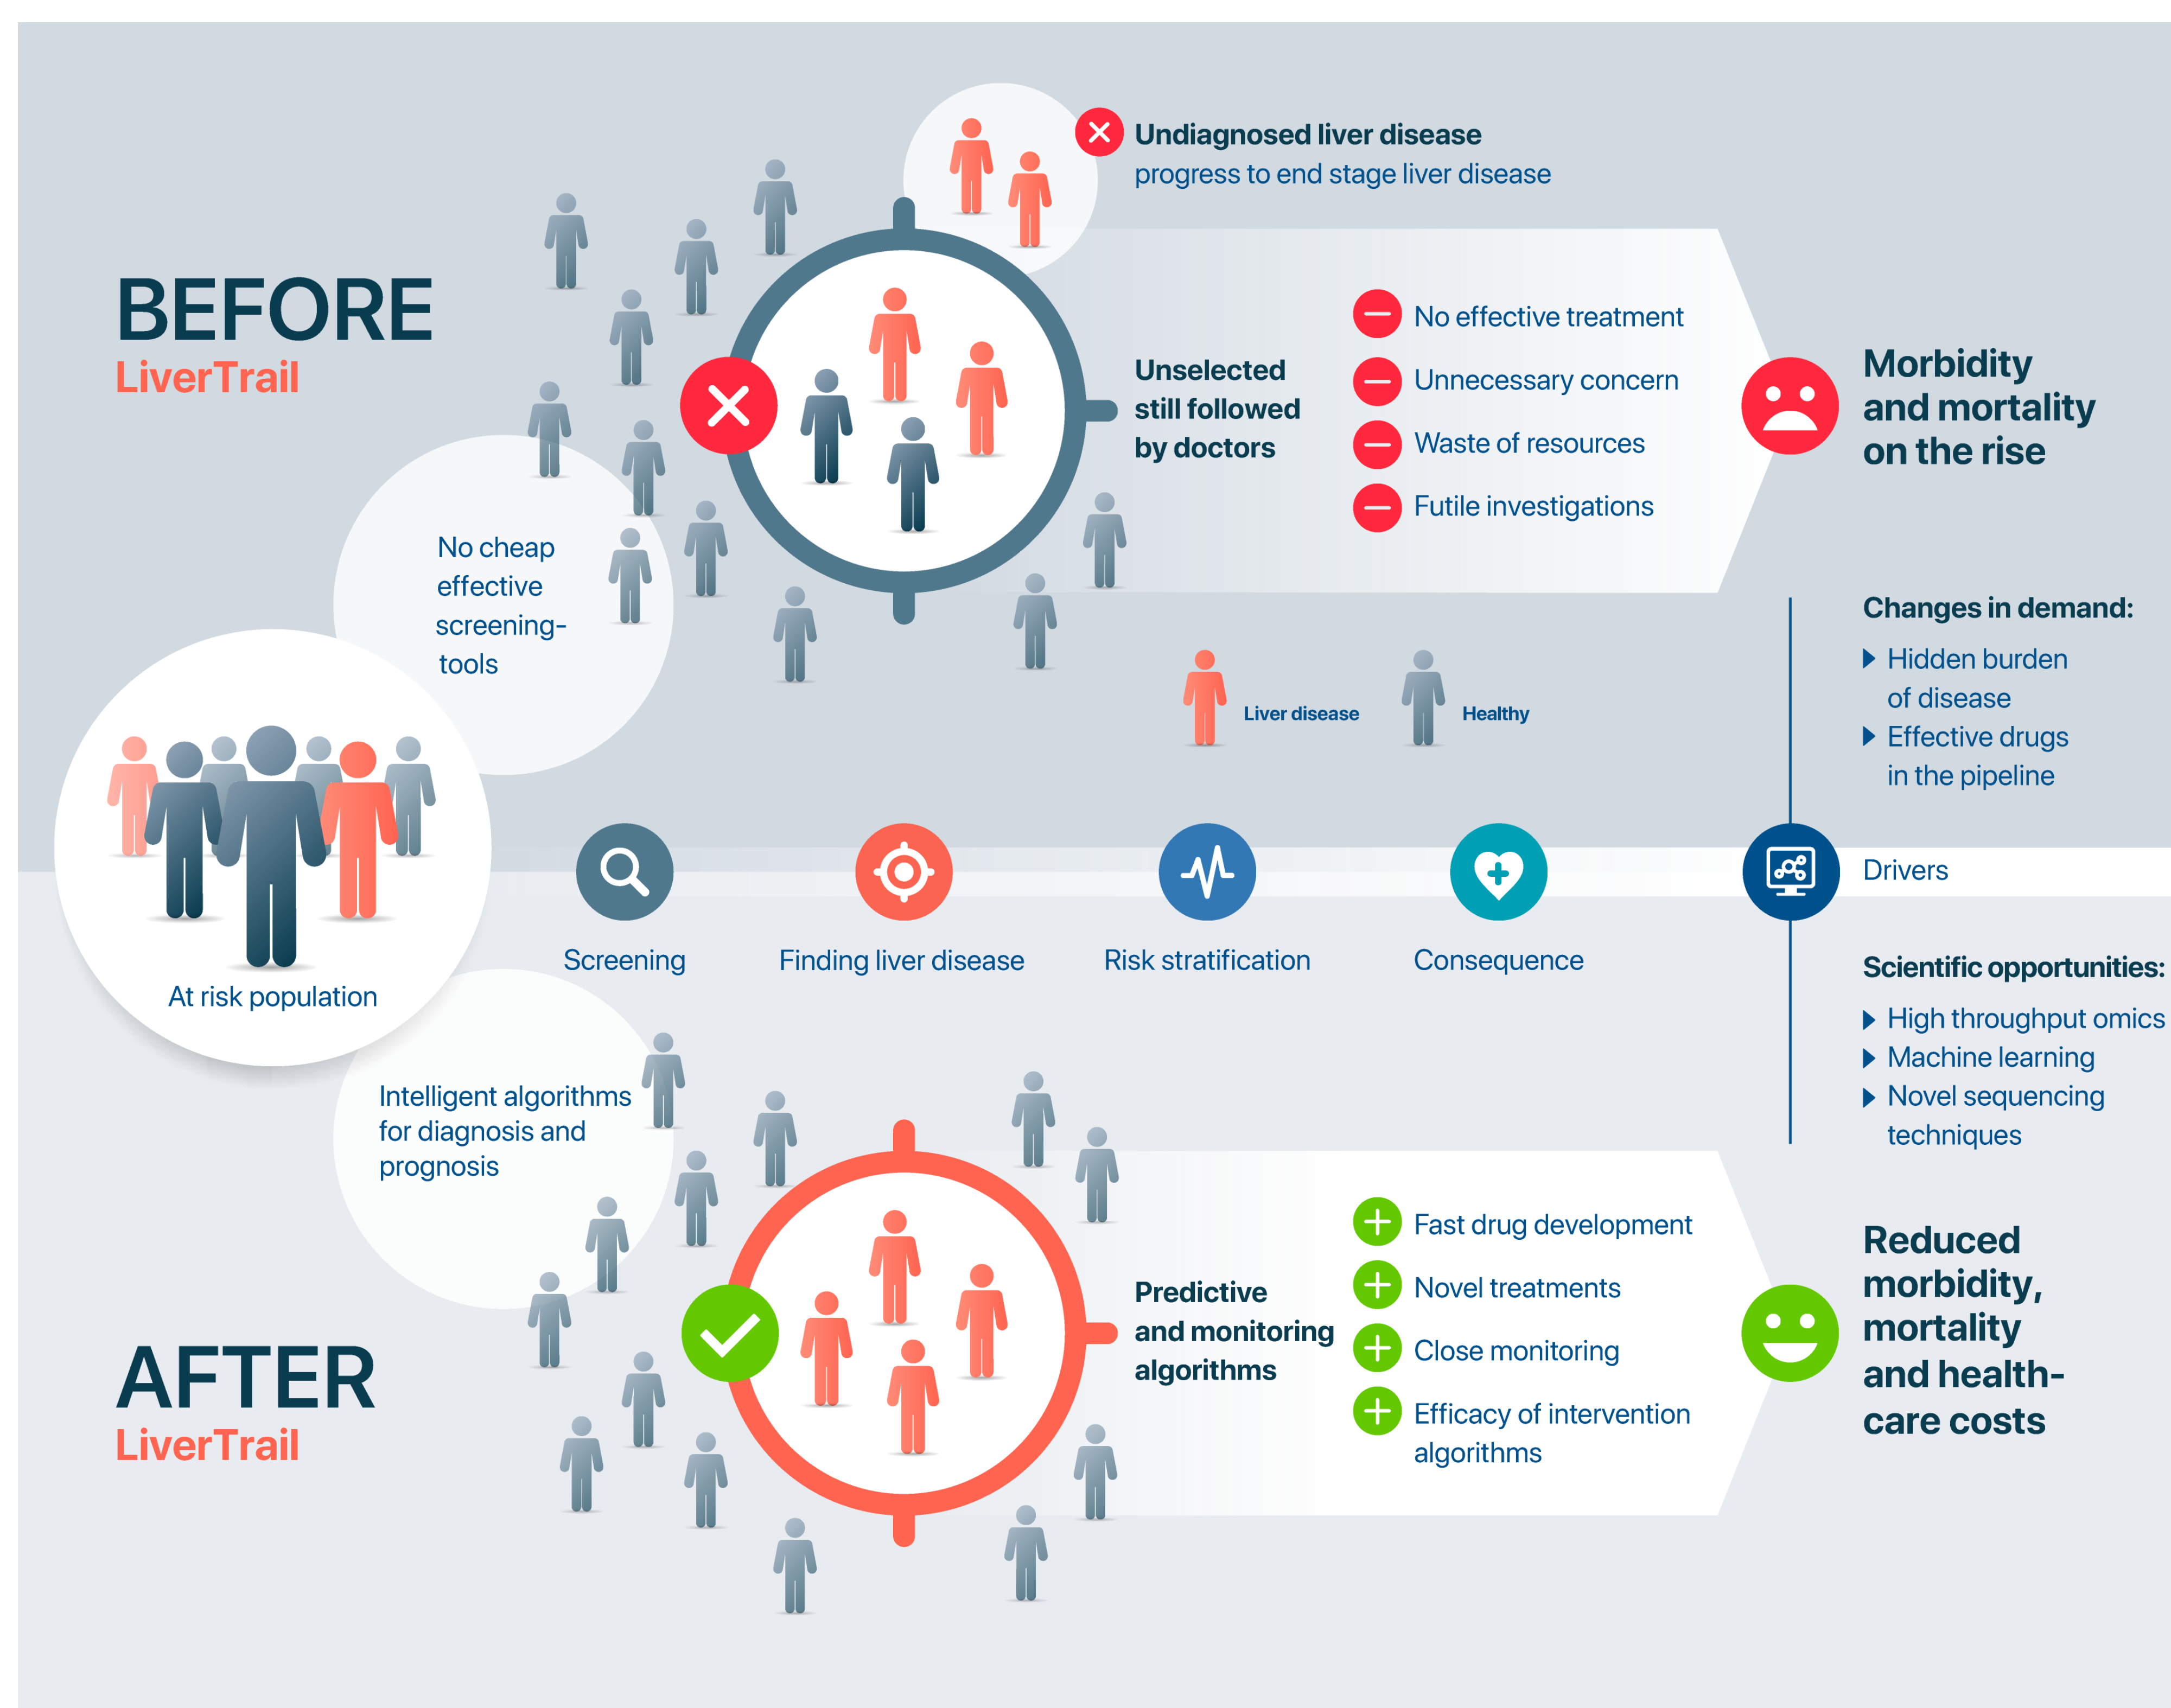 BEFORE
LiverTrail
Undiagnosed liver disease
progress to end stage liver disease
Unselected
still followed
by doctors
No effective treatment
Unnecessary concern
Waste of resources
Futile investigations
Morbidity
and mortality
on the rise
No cheap
effective
screening-
tools
Liver disease
Healthy
Changes in demand:
Hidden burden
of disease
Effective drugs
in the pipeline
At risk population
Screening
Finding liver disease
Risk stratification
Consequence
Drivers
Scientific opportunities:
High throughput omics
Machine learning
Novel sequencing
techniques
Intelligent algorithms
for diagnosis and
prognosis
AFTER
LiverTrail
Predictive
and monitoring
algorithms
Fast drug development
Novel treatments
Close monitoring
Efficacy of intervention
algorithms
Reduced
morbidity,
mortality
and health-
care costs